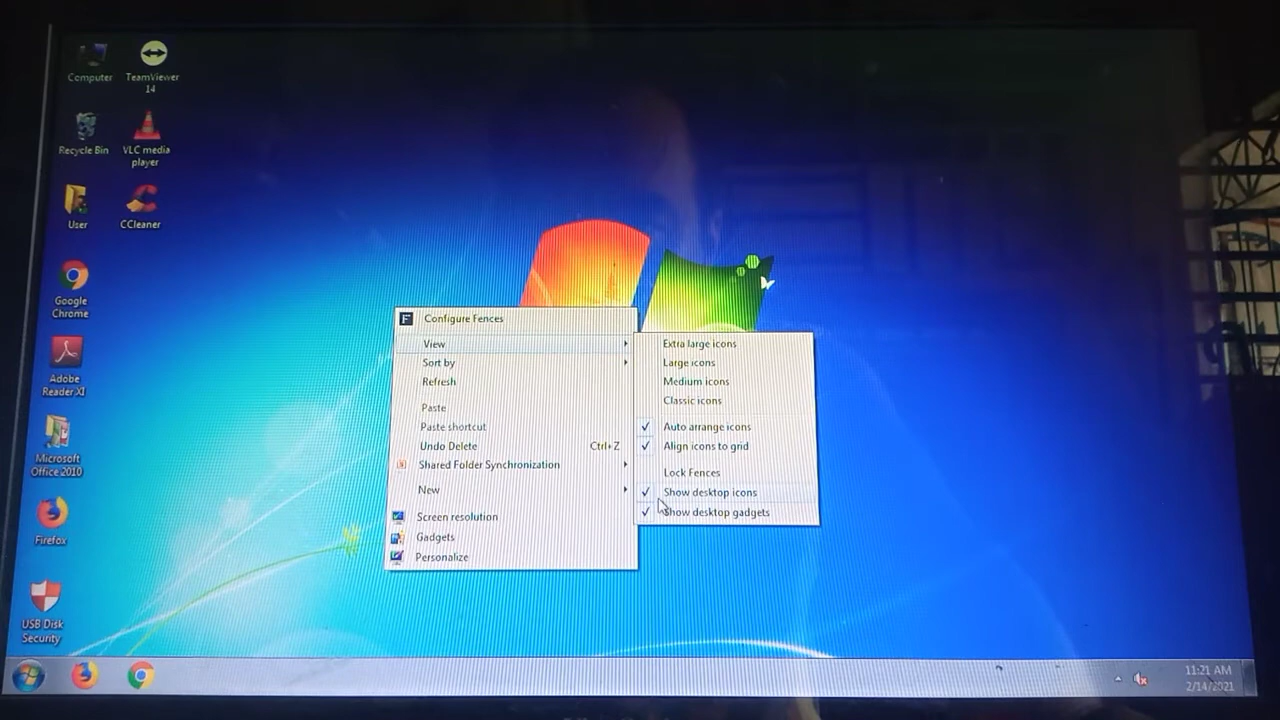 Computer
TeamViewer
14
Recycle Bin
VLC media
player
User
CCleaner
Google
Chrome
Adobe
Reader XI
Microsoft
Office 2010
Firefox
USB Disk
Security
Configure Fences
View
Sort by
Refresh
Paste
Paste shortcut
Undo Delete Ctrl+Z
Shared Folder Synchronization
New
Screen resolution
Gadgets
Personalize
Extra large icons
Large icons
Medium icons
Classic icons
Auto arrange icons
Align icons to grid
Lock Fences
Show desktop icons
Show desktop gadgets
11:21 AM
2/14/2021